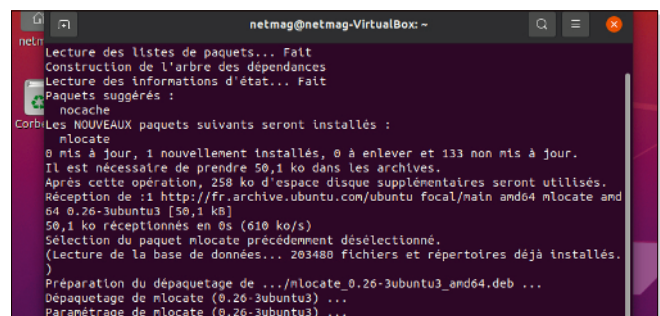 netmag@netmag-VirtualBox: ~
Lecture des listes de paquets... Fait
Construction de l'arbre des dépendances
Lecture des informations d'état... Fait
Paquets suggérés :
nocache
Les NOUVEAUX paquets suivants seront installés :
mlocate
0 mis à jour, 1 nouvellement installés, 0 à enlever et 133 non mis à jour.
Il est nécessaire de prendre 50,1 ko dans les archives.
Après cette opération, 258 ko d'espace disque supplémentaires seront utilisés.
Réception de :1 http://fr.archive.ubuntu.com/ubuntu focal/main amd64 mlocate amd
64 0.26-3ubuntu3 [50,1 kB]
50,1 ko réceptionnés en 0s (610 ko/s)
Sélection du paquet mlocate précédemment désélectionné.
(Lecture de la base de données... 203480 fichiers et répertoires déjà installés.
)
Préparation du dépaquetage de .../mlocate_0.26-3ubuntu3_amd64.deb ...
Dépaquetage de mlocate (0.26-3ubuntu3) ...
Paramétrage de mlocate (0.26-3ubuntu3) ...